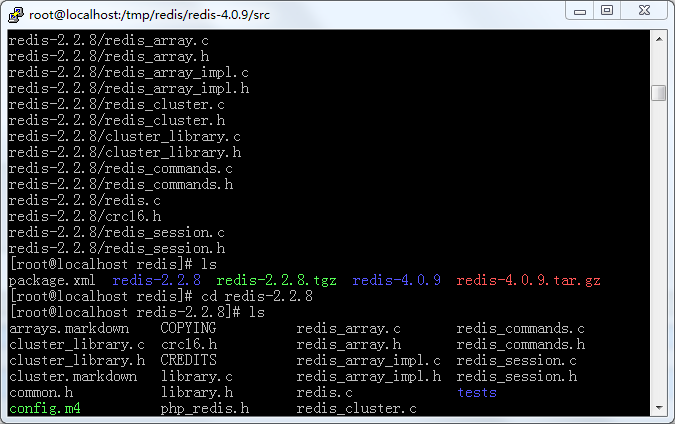 root@localhost:/tmp/redis/redis-4.0.9/src
redis-2.2.8/redis_array.c
redis-2.2.8/redis_array.h
redis-2.2.8/redis_array_impl.c
redis-2.2.8/redis_array_impl.h
redis-2.2.8/redis_cluster.c
redis-2.2.8/redis_cluster.h
redis-2.2.8/cluster_library.c
redis-2.2.8/cluster_library.h
redis-2.2.8/redis_commands.c
redis-2.2.8/redis_commands.h
redis-2.2.8/redis.c
redis-2.2.8/crc16.h
redis-2.2.8/redis_session.c
redis-2.2.8/redis_session.h
[root@localhost redis]# ls
package.xml  redis-2.2.8  redis-2.2.8.tgz  redis-4.0.9  redis-4.0.9.tar.gz
[root@localhost redis]# cd redis-2.2.8
[root@localhost redis-2.2.8]# ls
arrays.markdown    COPYING          redis_array.c       redis_commands.c
cluster_library.c  crc16.h          redis_array.h       redis_commands.h
cluster_library.h  CREDITS          redis_array_impl.c  redis_session.c
cluster.markdown   library.c        redis_array_impl.h  redis_session.h
common.h           library.h        redis.c             tests
config.m4          php_redis.h      redis_cluster.c